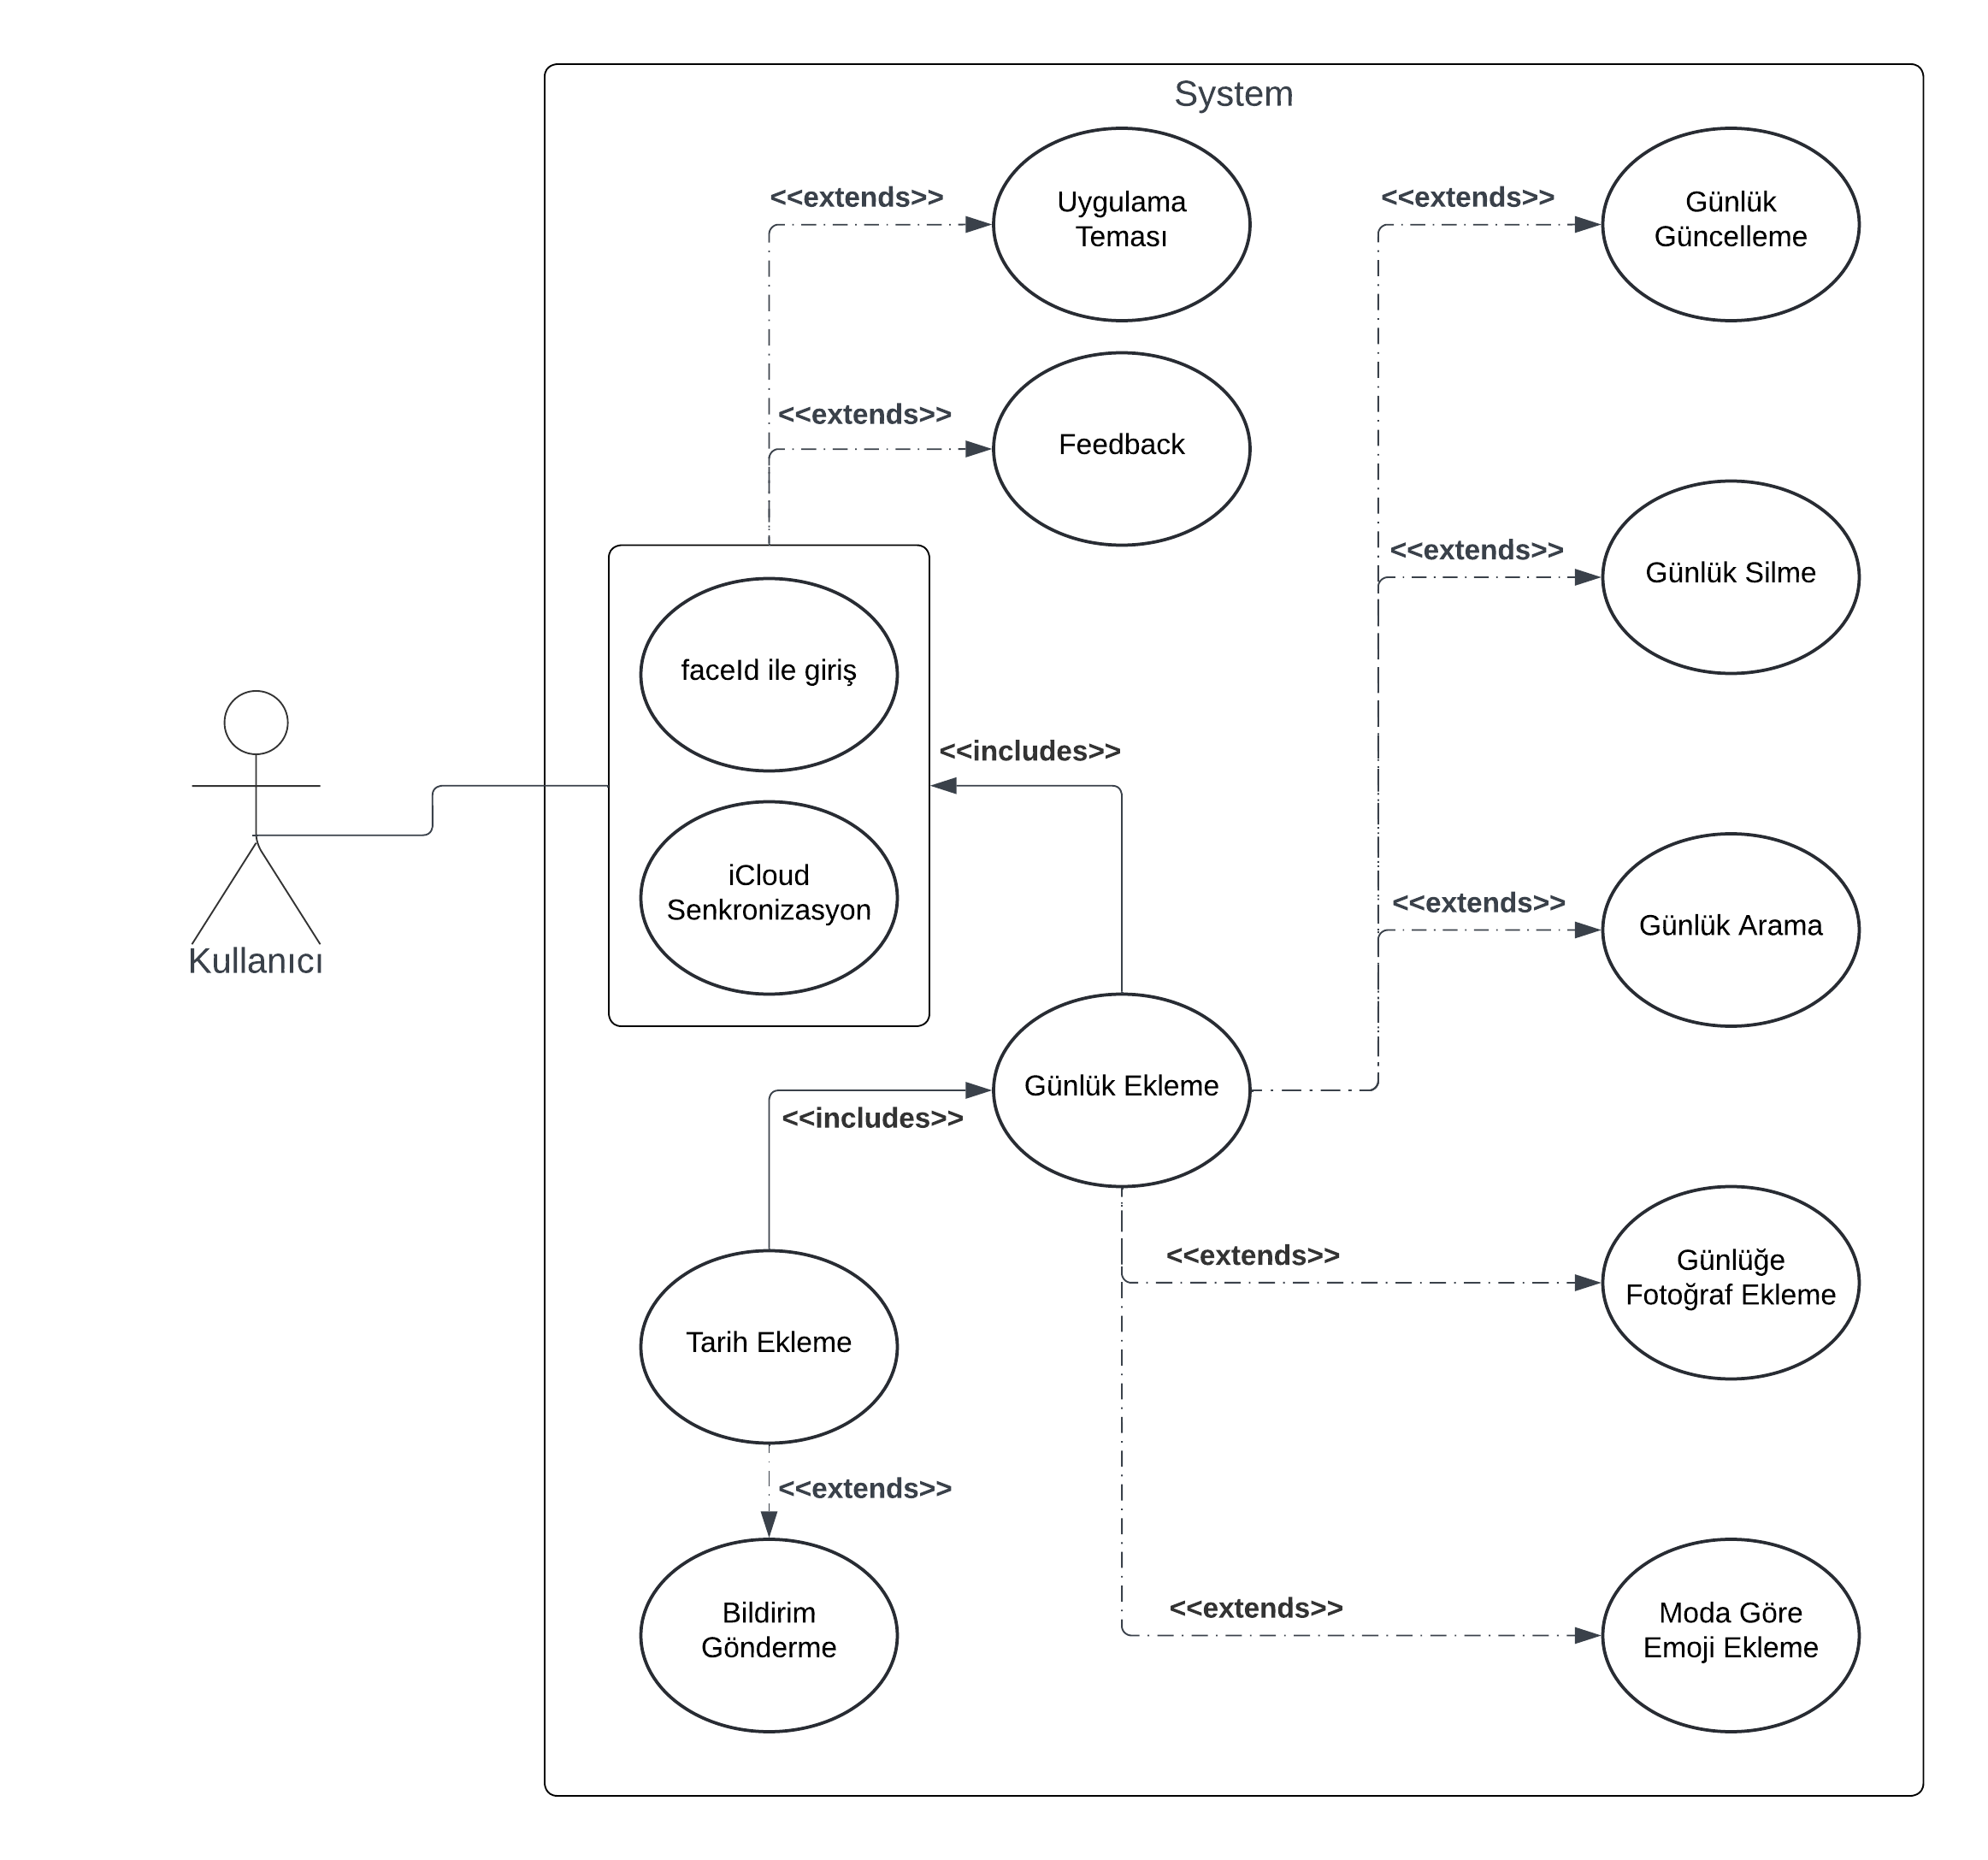 System
<<extends>>
Uygulama
Teması
<<extends>>
Günlük
Güncelleme
<<extends>>
Feedback
<<extends>>
Günlük Silme
faceId ile giriş
<<includes>>
iCloud
Senkronizasyon
<<extends>>
Günlük Arama
Kullanıcı
Günlük Ekleme
<<includes>>
<<extends>>
Günlüğe
Fotoğraf Ekleme
Tarih Ekleme
<<extends>>
Bildirim
Gönderme
<<extends>>
Moda Göre
Emoji Ekleme